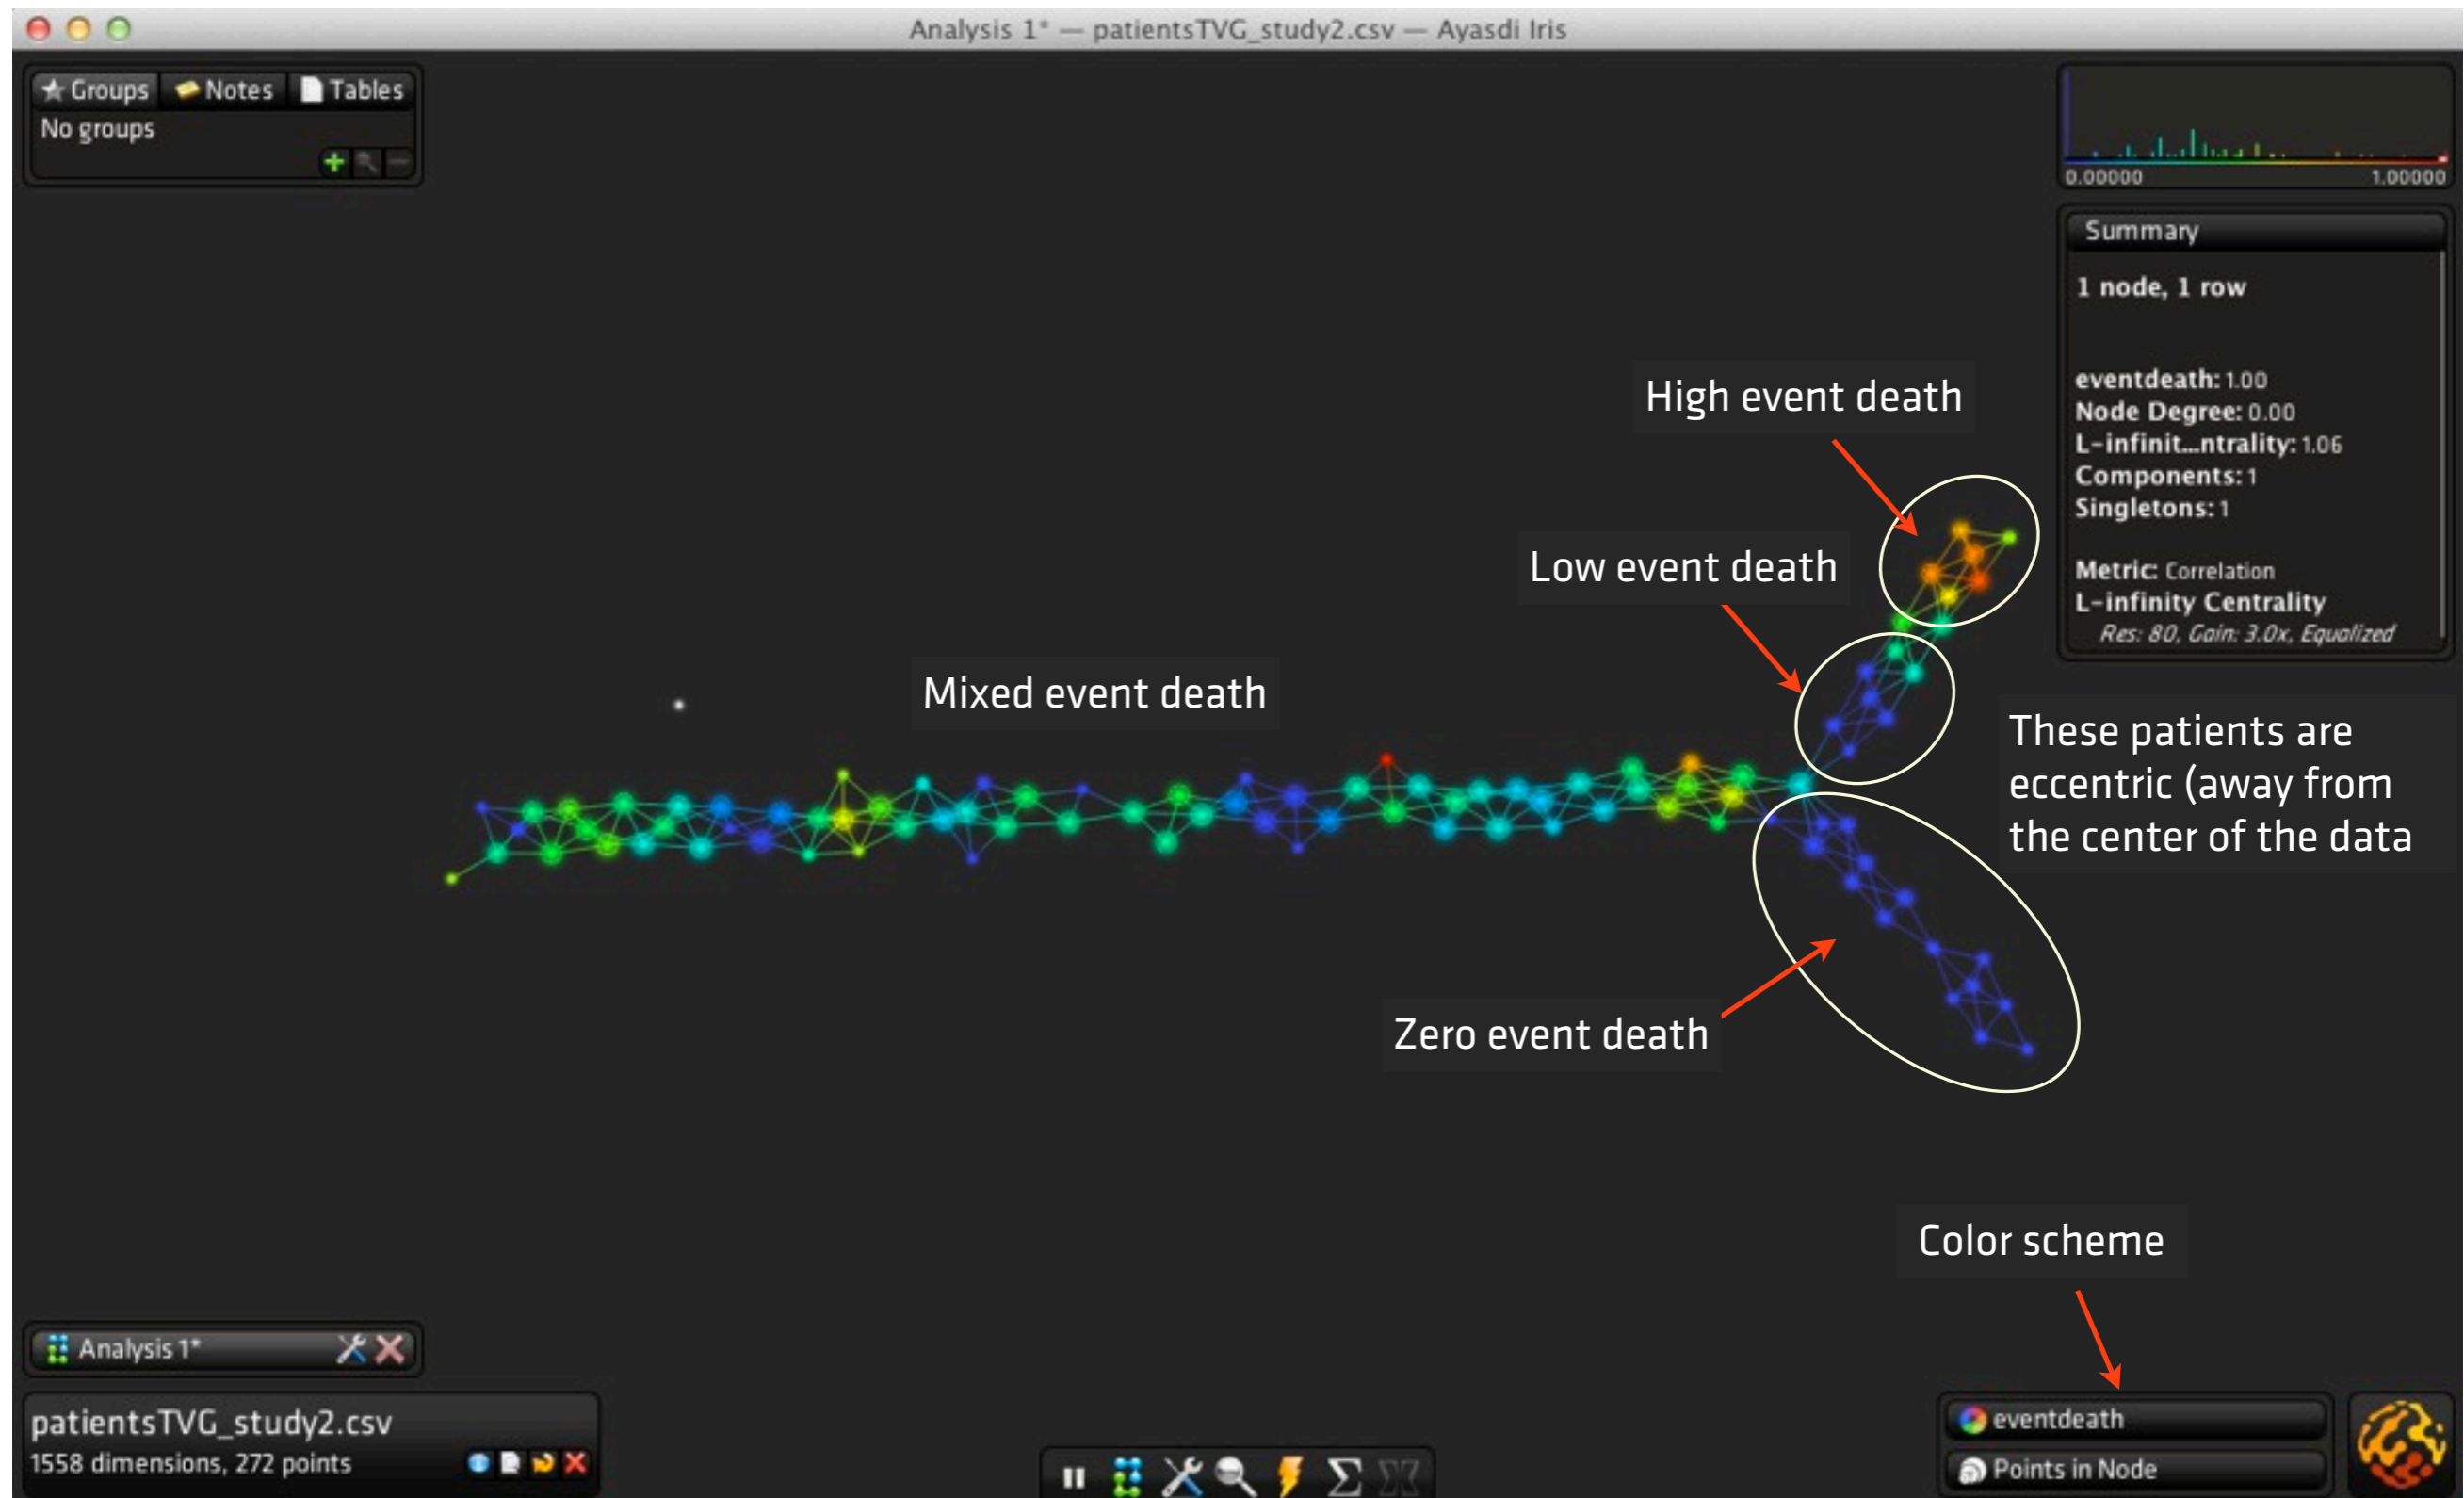 Analysis 1* — patientsTVG_study2.csv — Ayasdi Iris
Groups Notes Tables
No groups
0.00000 1.00000
Summary
1 node, 1 row
eventdeath: 1.00
Node Degree: 0.00
L-infinit...ntrality: 1.06
Components: 1
Singletons: 1
Metric: Correlation
L-infinity Centrality
Res: 80, Gain: 3.0x, Equalized
High event death
Low event death
Mixed event death
These patients are
eccentric (away from
the center of the data
Zero event death
Color scheme
Analysis 1*
patientsTVG_study2.csv
1558 dimensions, 272 points
eventdeath
Points in Node